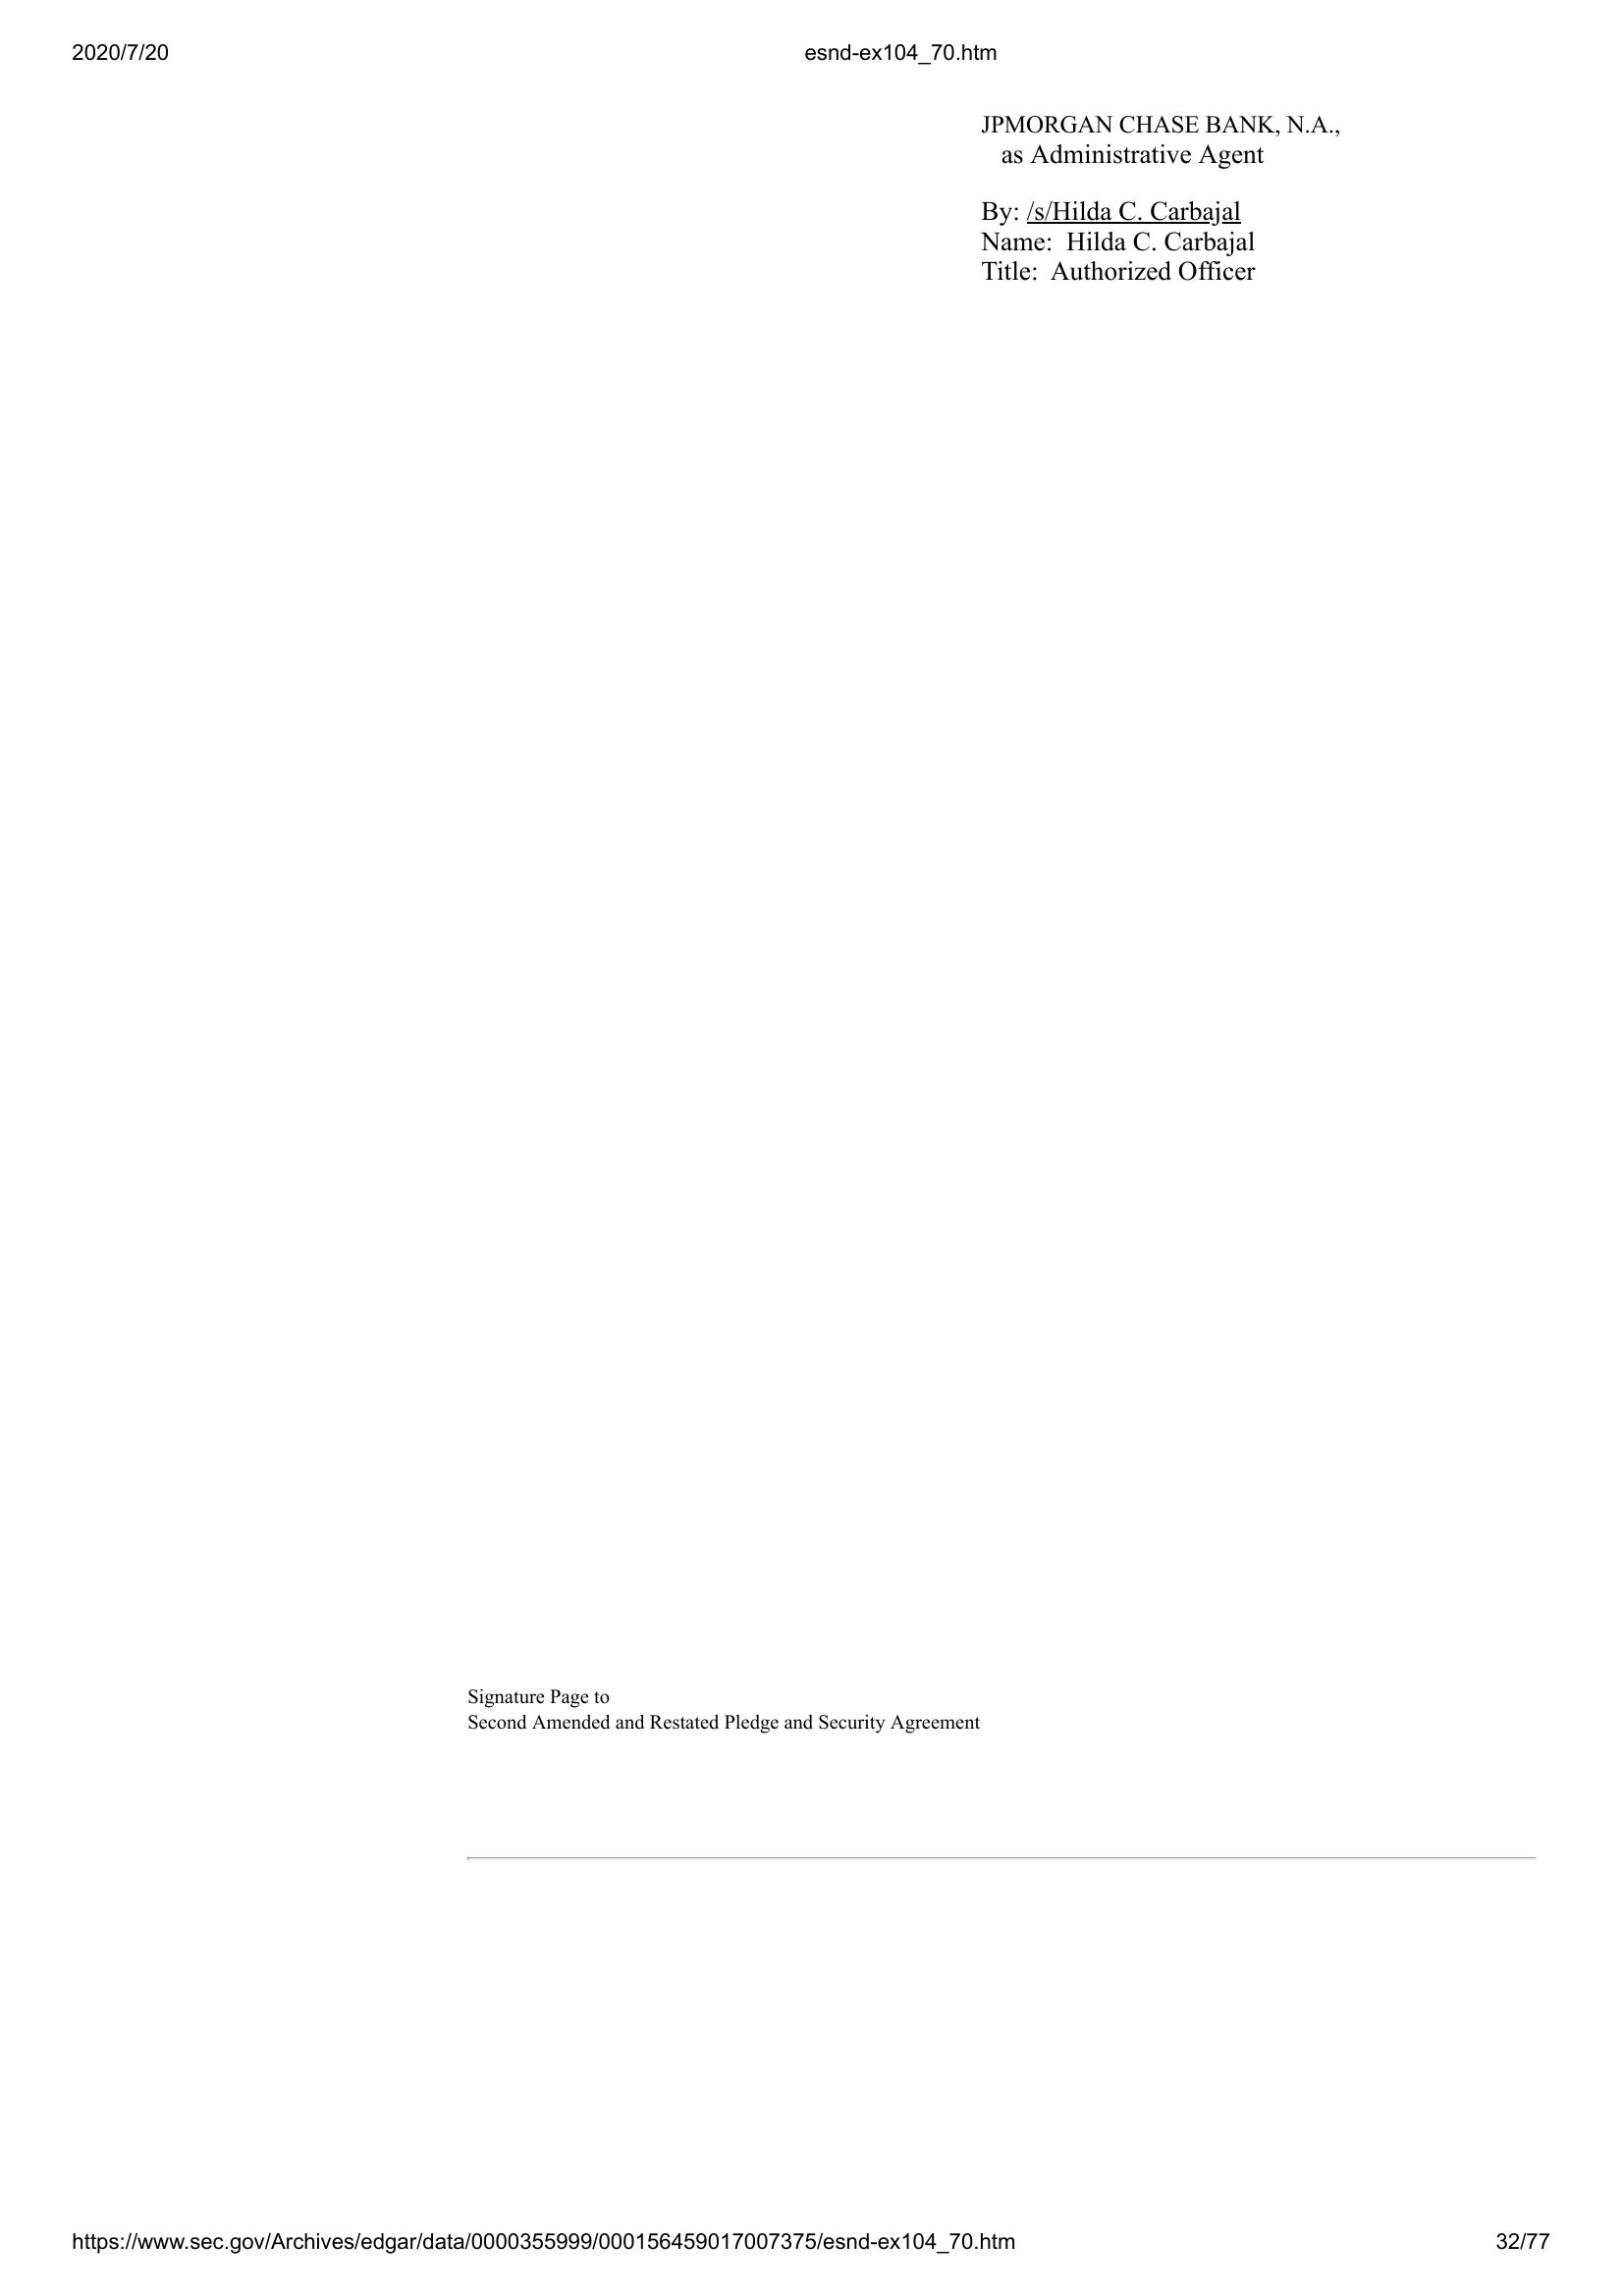 2020/7/20 esnd-ex104_70.htm
JPMORGAN CHASE BANK, N.A.,
as Administrative Agent
By: /s/Hilda C. Carbajal
Name: Hilda C. Carbajal
Title: Authorized Officer
Signature Page to
Second Amended and Restated Pledge and Security Agreement
https://www.sec.gov/Archives/edgar/data/0000355999/000156459017007375/esnd-ex104_70.htm 32/77